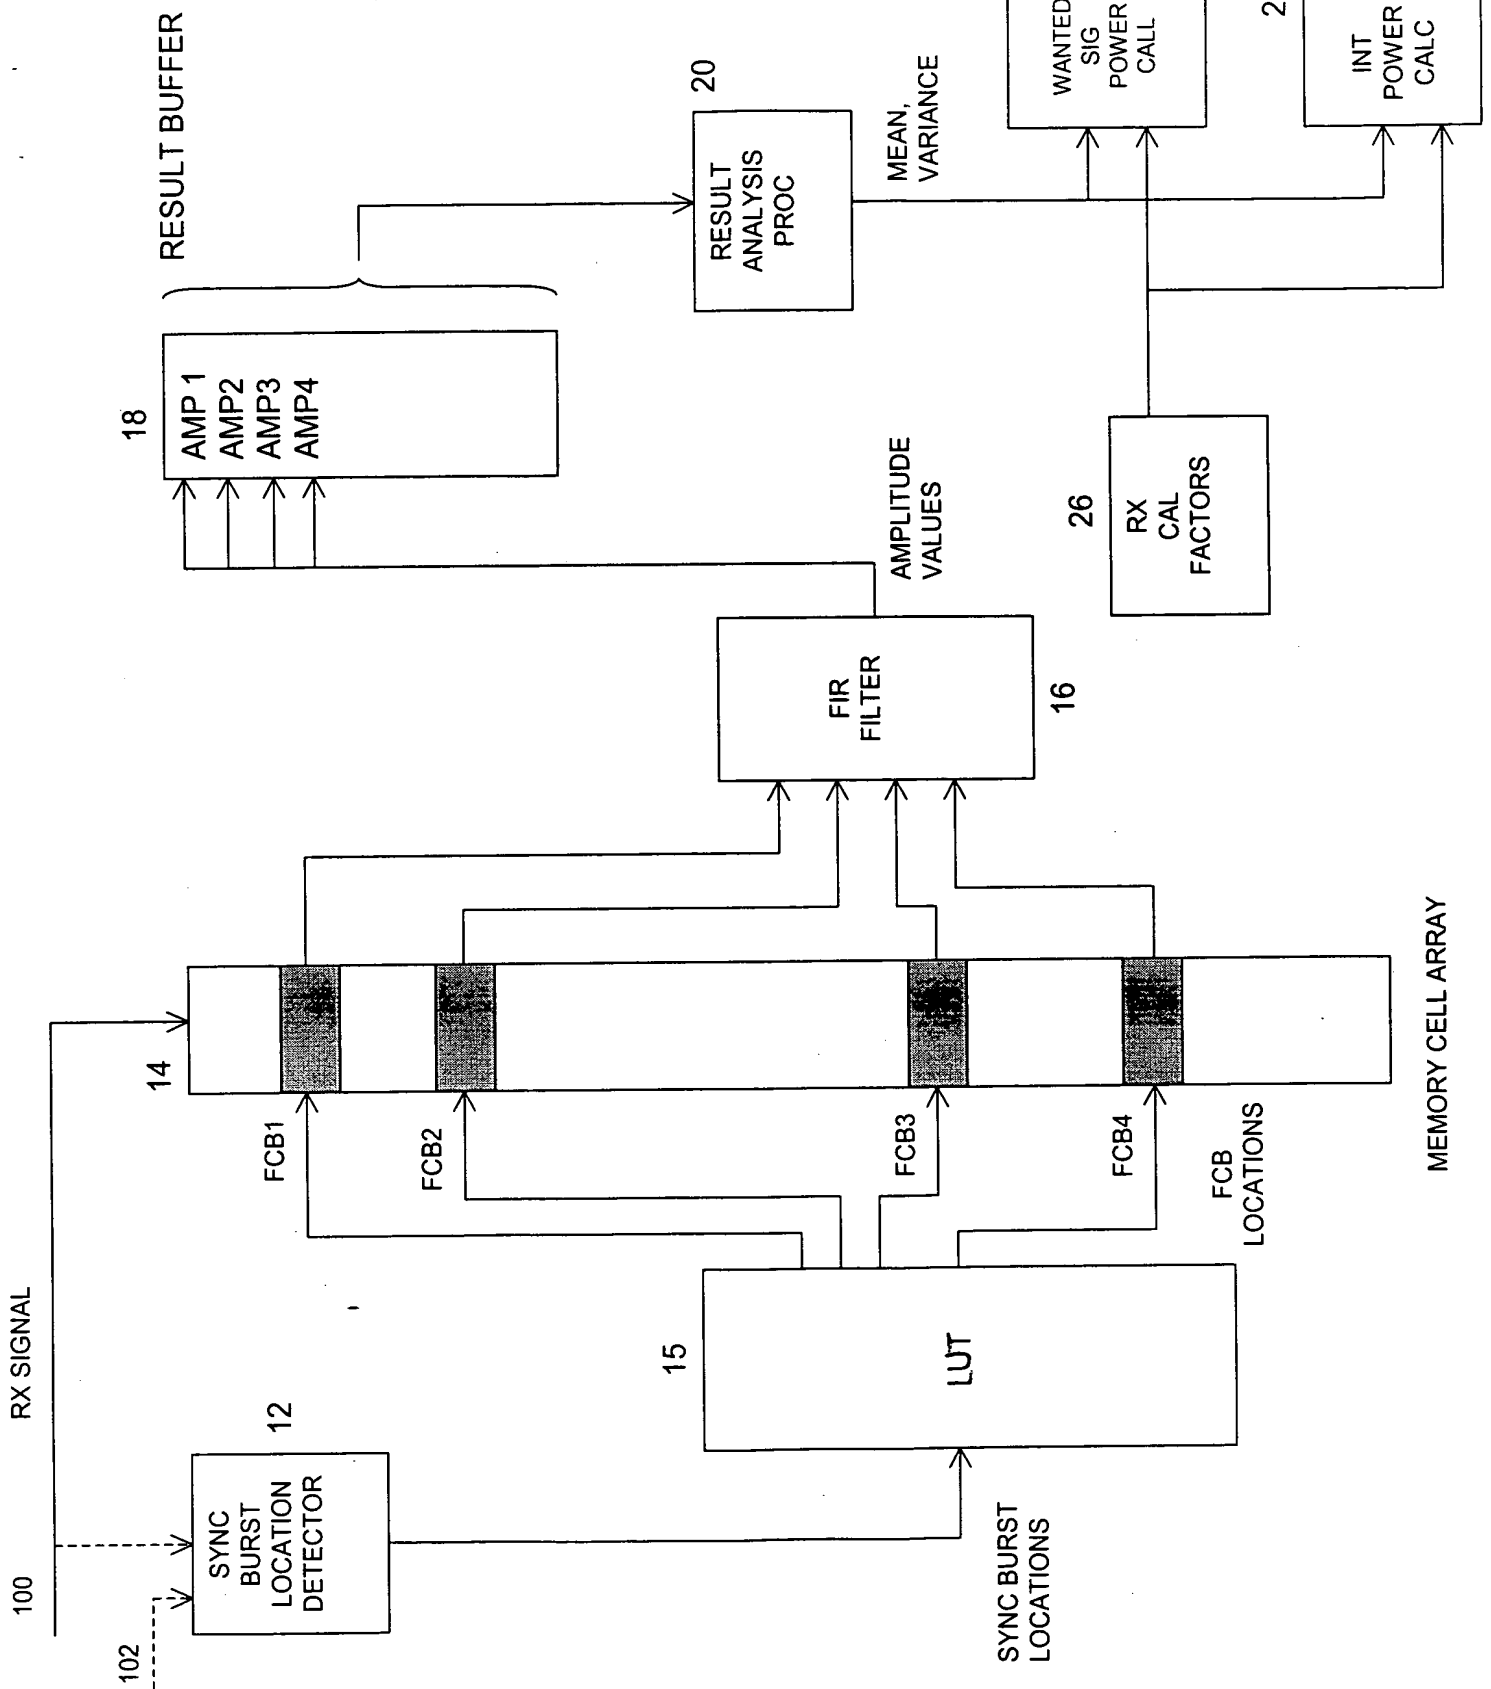 100
RX SIGNAL
102
SYNC
BURST
LOCATION
DETECTOR
12
SYNC BURST
LOCATIONS
15
LUT
FCB1
FCB2
FCB3
FCB4
FCB
LOCATIONS
14
MEMORY CELL ARRAY
FIR
FILTER
16
AMPLITUDE
VALUES
18
AMP 1
AMP2
AMP3
AMP4
RESULT BUFFER
RESULT
ANALYSIS
PROC
20
MEAN,
VARIANCE
26
RX
CAL
FACTORS
WANTED
SIG
POWER
CALL
INT
POWER
CALC